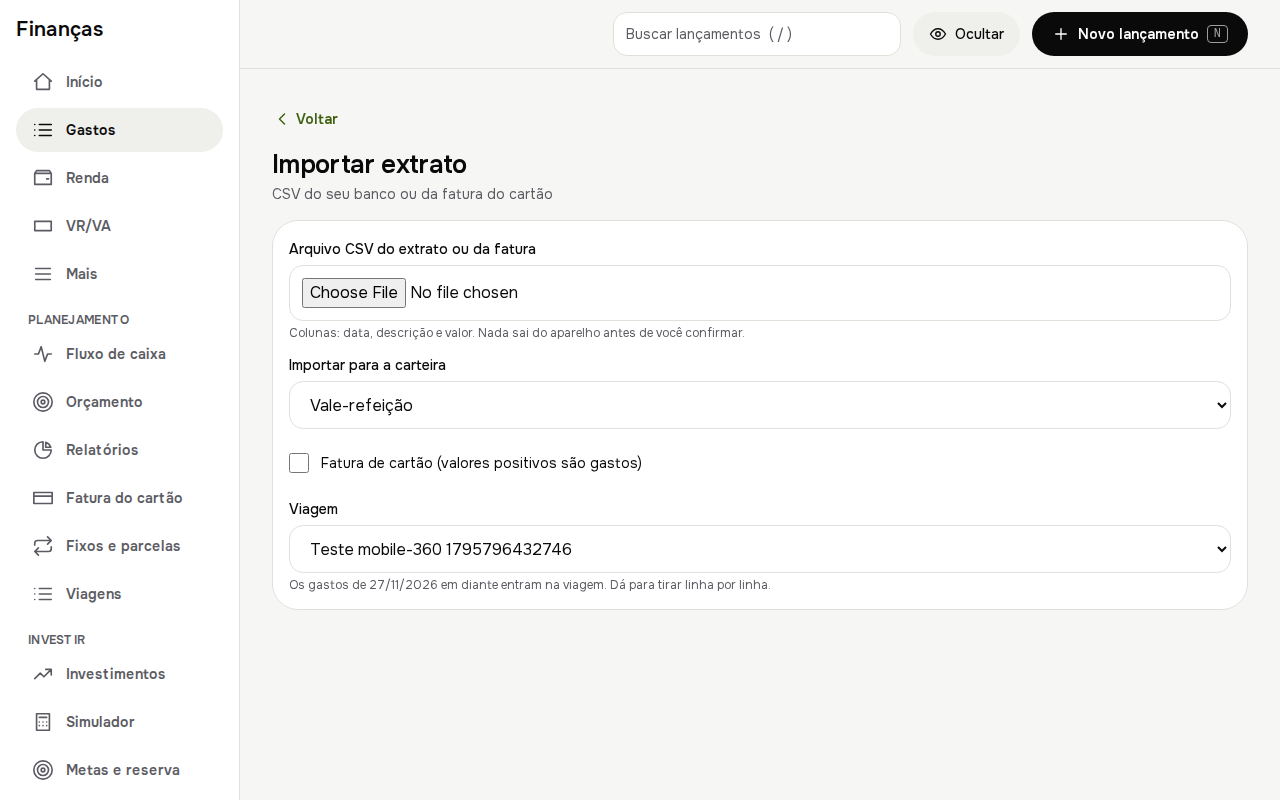 Finanças
Buscar lançamentos ( / )
Ocultar
Novo lançamento N
Início
Gastos
Renda
VR/VA
Mais
PLANEJAMENTO
Fluxo de caixa
Orçamento
Relatórios
Fatura do cartão
Fixos e parcelas
Viagens
INVESTIR
Investimentos
Simulador
Metas e reserva
Voltar
Importar extrato
CSV do seu banco ou da fatura do cartão
Arquivo CSV do extrato ou da fatura
Choose File No file chosen
Colunas: data, descrição e valor. Nada sai do aparelho antes de você confirmar.
Importar para a carteira
Vale-refeição
Fatura de cartão (valores positivos são gastos)
Viagem
Teste mobile-360 1795796432746
Os gastos de 27/11/2026 em diante entram na viagem. Dá para tirar linha por linha.